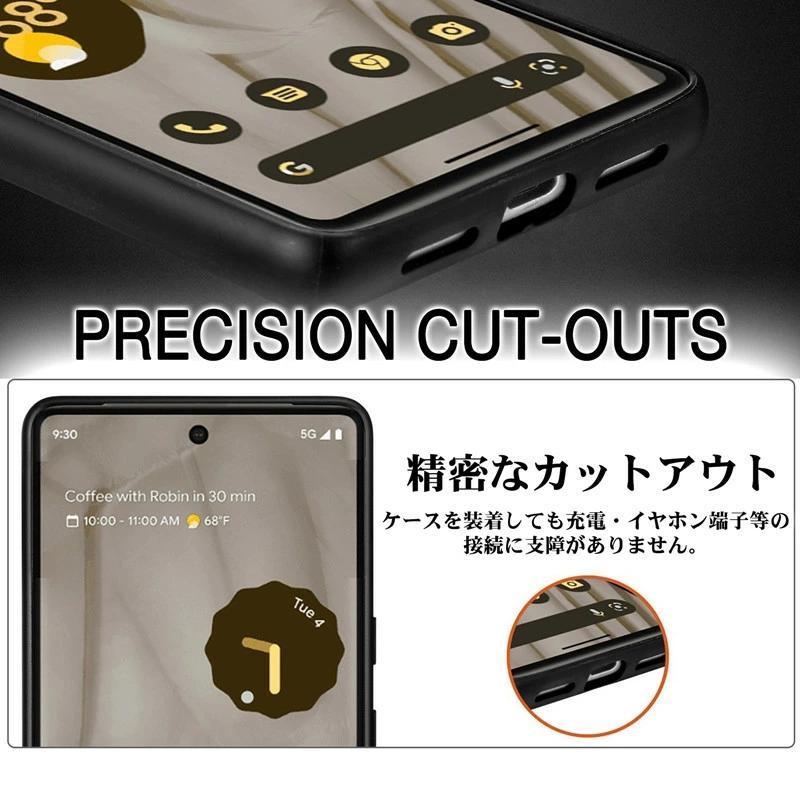 G
PRECISION CUT-OUTS
9:30
5G
Coffee with Robin in 30 min
10:00 - 11:00 AM 68°F
Tue 4
精密なカットアウト
ケースを装着しても充電・イヤホン端子等の
接続に支障がありません。